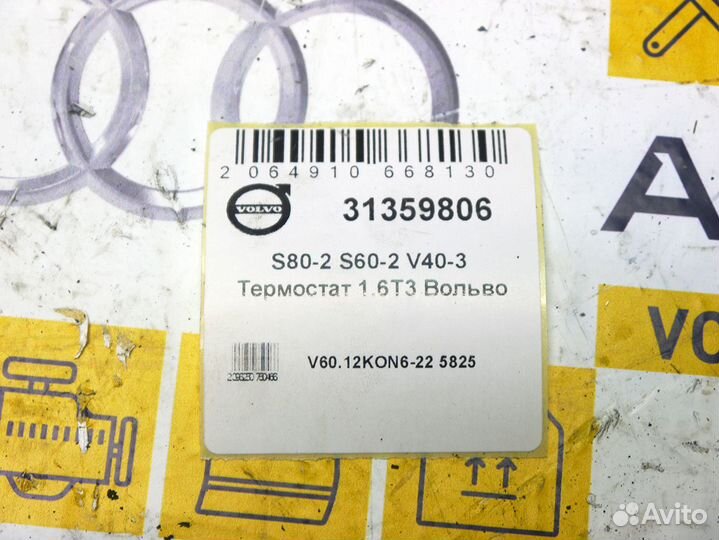 2 064910 668130
VOLVO
31359806
S80-2 S60-2 V40-3
Термостат 1.6T3 Вольво
V60.12KON6-22 5825
A
VO
Avito